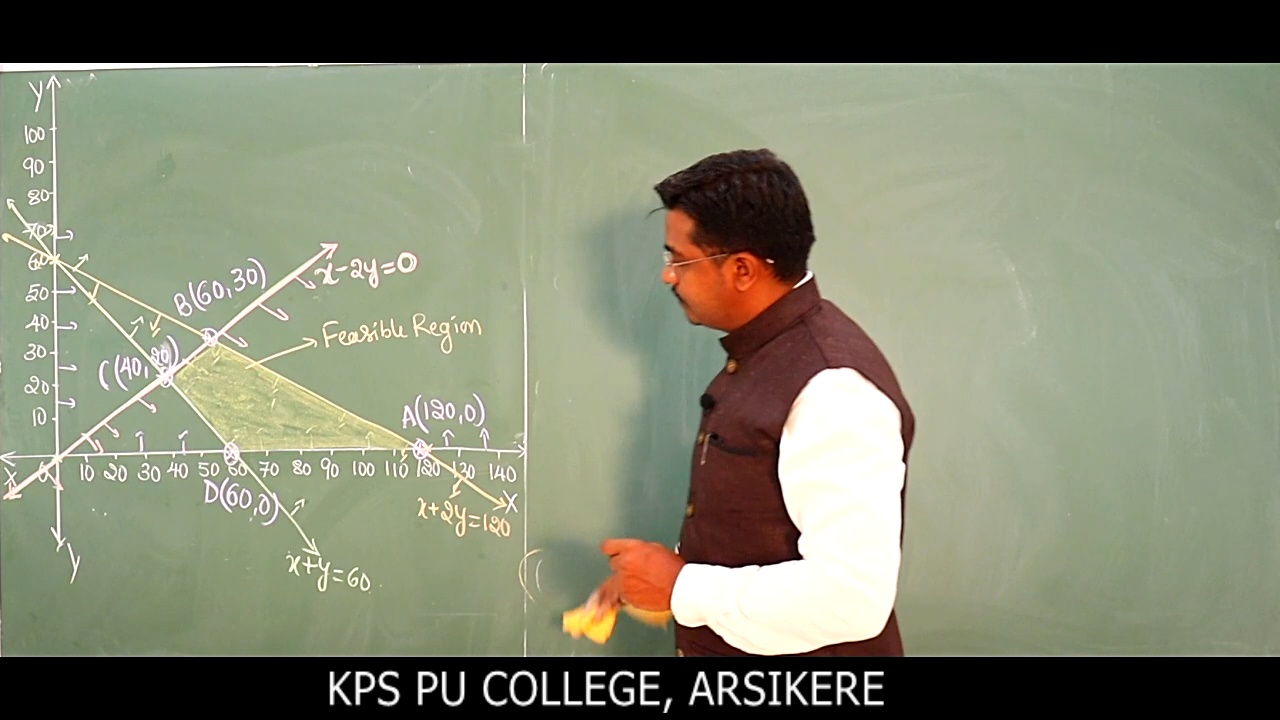 Y
100
90
80
70
60
50
40
30
20
10
B(60,30)
x-2y=0
Feasible Region
C(40,20)
A(120,0)
X 0 10 20 30 40 50 60 70 80 90 100 110 120 130 140
X
D(60,0)
x+2y=120
Y
x+y=60
KPS PU COLLEGE, ARSIKERE